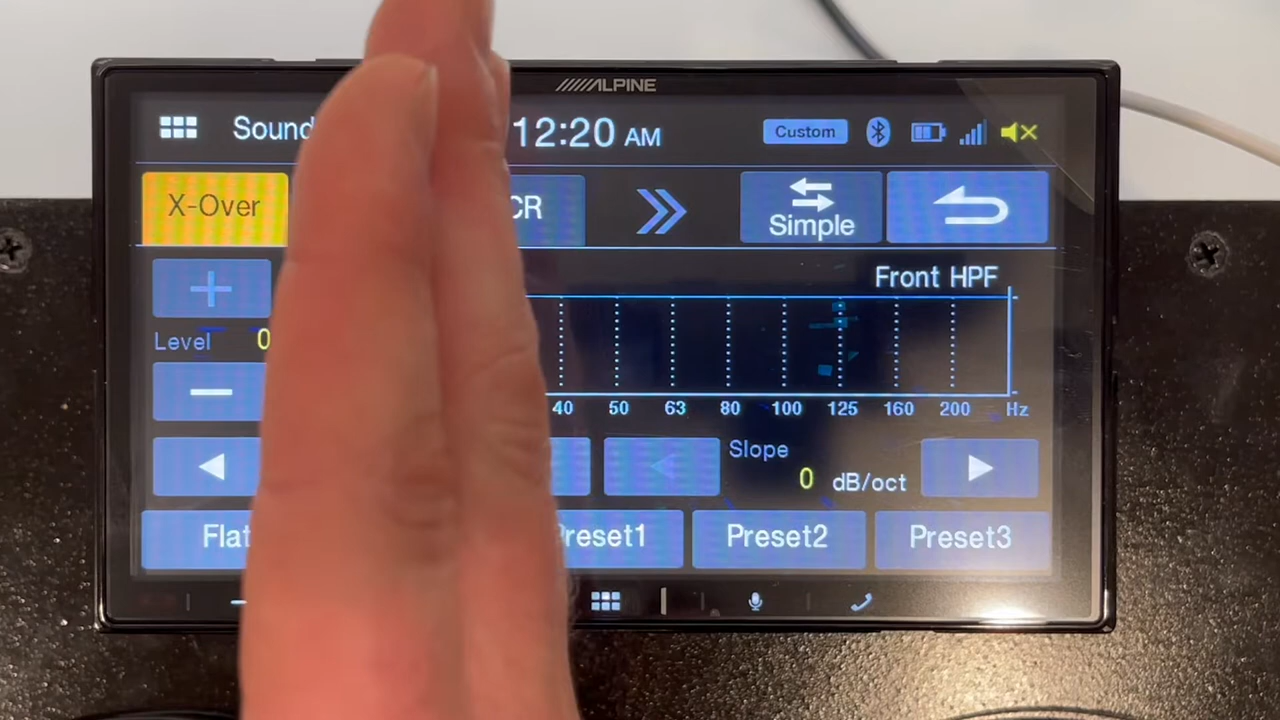 ALPINE
Sound 12:20 AM Custom
X-Over CR Simple
Front HPF
Level 0
40 50 63 80 100 125 160 200 Hz
Slope
0 dB/oct
Flat Preset1 Preset2 Preset3